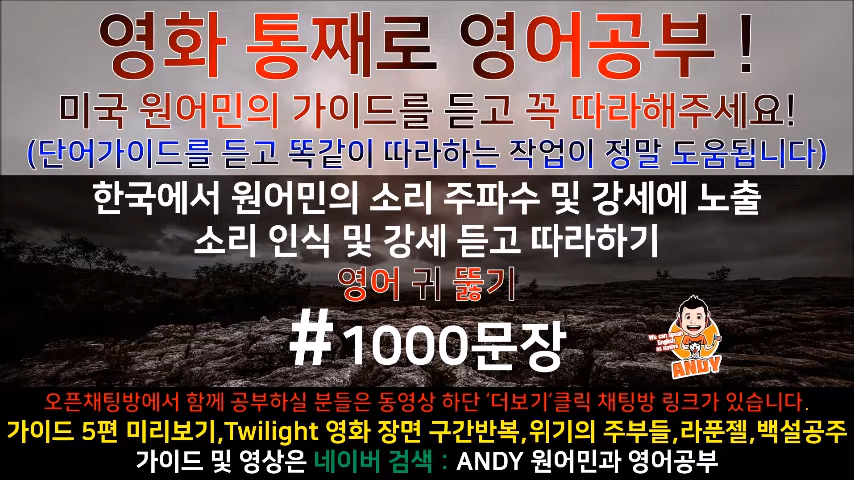 영화 통째로 영어공부 !
미국 원어민의 가이드를 듣고 꼭 따라해주세요!
(단어가이드를 듣고 똑같이 따라하는 작업이 정말 도움됩니다)
한국에서 원어민의 소리 주파수 및 강세에 노출
소리 인식 및 강세 듣고 따라하기
영어 귀 뚫기
#1000문장
We can speak
English
as native
ANDY
오픈채팅방에서 함께 공부하실 분들은 동영상 하단 '더보기'클릭 채팅방 링크가 있습니다.
가이드 5편 미리보기,Twilight 영화 장면 구간반복,위기의 주부들,라푼젤,백설공주
가이드 및 영상은 네이버 검색 : ANDY 원어민과 영어공부